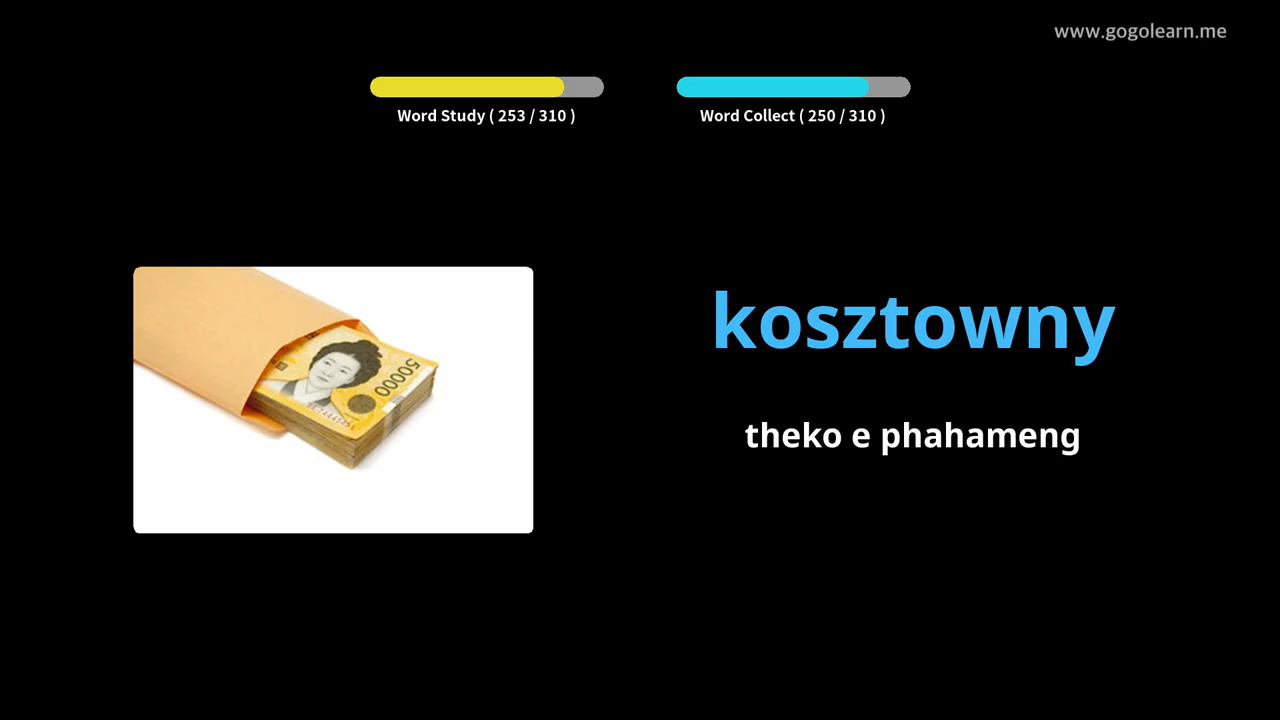 www.gogolearn.me
Word Study ( 253 / 310 )
Word Collect ( 250 / 310 )
kosztowny
theko e phahameng
50000